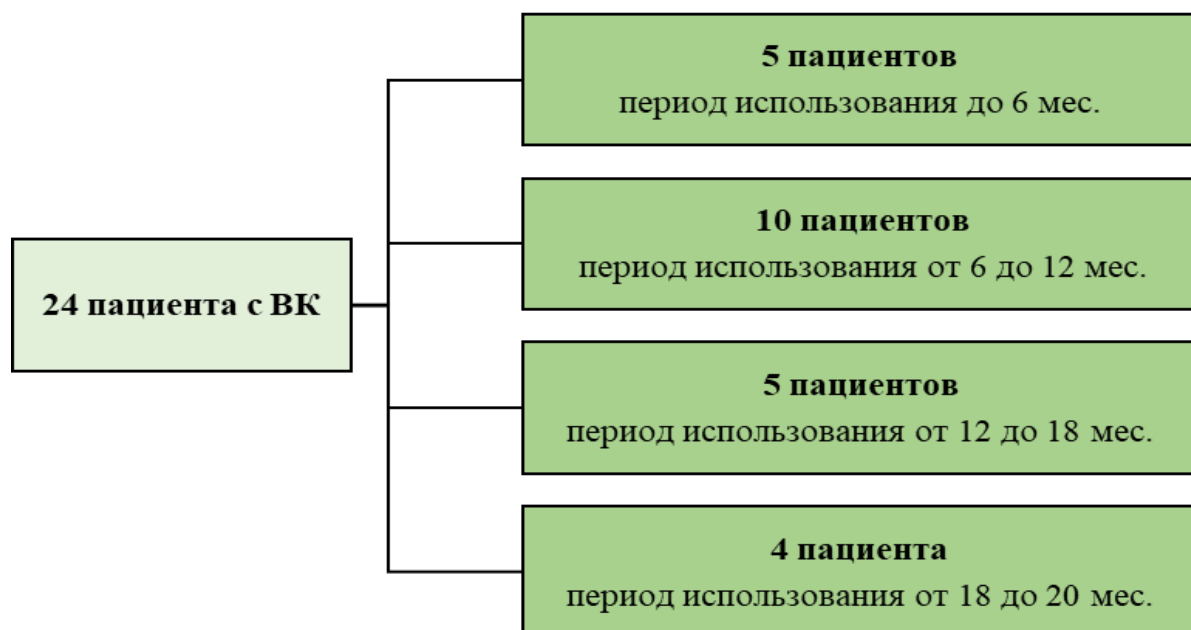 24 пациента с ВК
5 пациентов
период использования до 6 мес.
10 пациентов
период использования от 6 до 12 мес.
5 пациентов
период использования от 12 до 18 мес.
4 пациента
период использования от 18 до 20 мес.